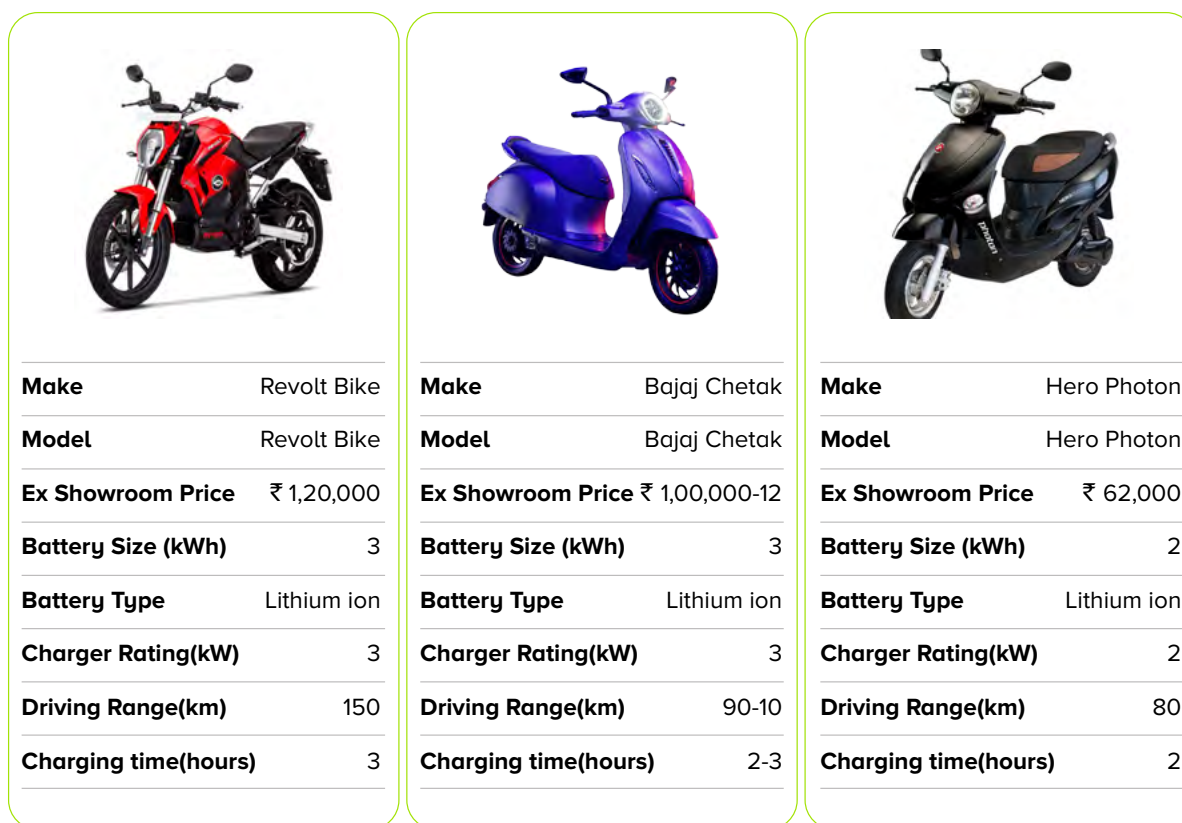 photon
Make Revolt Bike
Model Revolt Bike
Ex Showroom Price ₹ 1,20,000
Battery Size (kWh) 3
Battery Type Lithium ion
Charger Rating(kW) 3
Driving Range(km) 150
Charging time(hours) 3
Make Bajaj Chetak
Model Bajaj Chetak
Ex Showroom Price ₹ 1,00,000-12
Battery Size (kWh) 3
Battery Type Lithium ion
Charger Rating(kW) 3
Driving Range(km) 90-10
Charging time(hours) 2-3
Make Hero Photon
Model Hero Photon
Ex Showroom Price ₹ 62,000
Battery Size (kWh) 2
Battery Type Lithium ion
Charger Rating(kW) 2
Driving Range(km) 80
Charging time(hours) 2